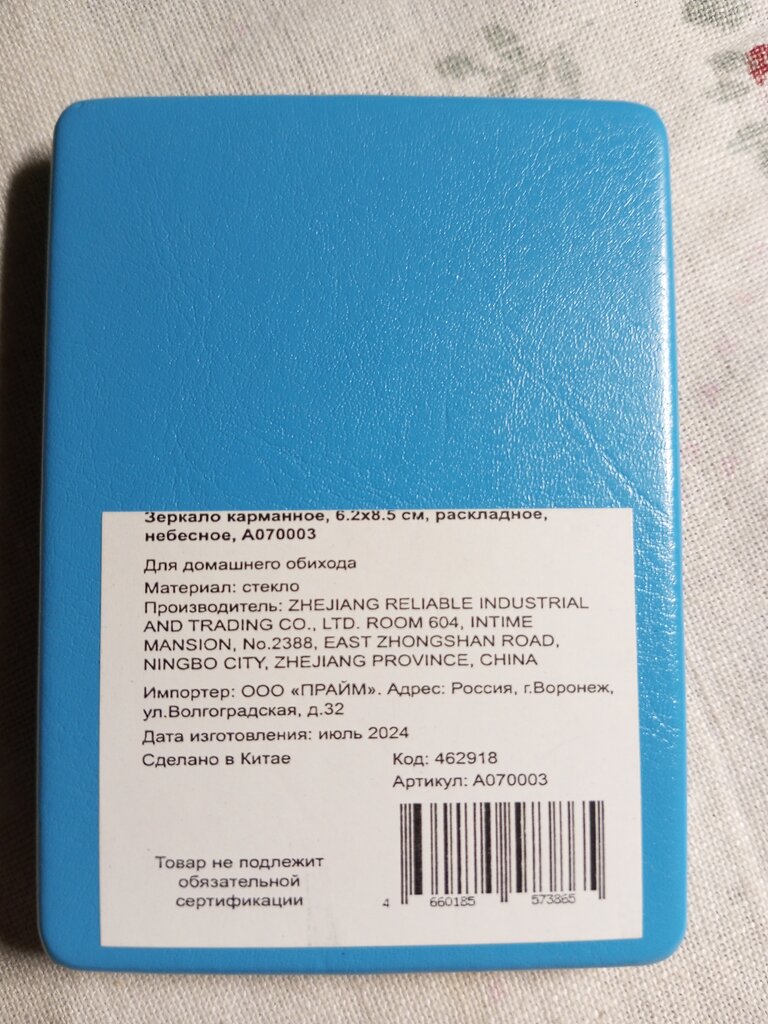 Зеркало карманное, 6.2х8.5 см, раскладное,
небесное, А070003
Для домашнего обихода
Материал: стекло
Производитель: ZHEJIANG RELIABLE INDUSTRIAL
AND TRADING CO., LTD. ROOM 604, INTIME
MANSION, No.2388, EAST ZHONGSHAN ROAD,
NINGBO CITY, ZHEJIANG PROVINCE, CHINA
Импортер: ООО «ПРАЙМ». Адрес: Россия, г.Воронеж,
ул.Волгоградская, д.32
Дата изготовления: июль 2024
Сделано в Китае
Код: 462918
Артикул: А070003
Товар не подлежит
обязательной
сертификации
4 660185 573865